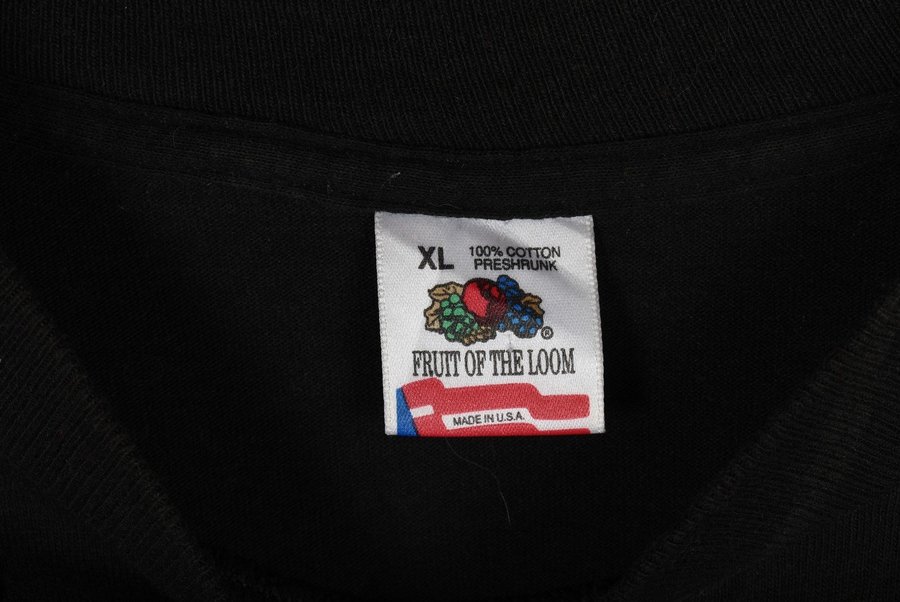 XL 100% COTTON
PRESHRUNK
®
FRUIT OF THE LOOM
MADE IN U.S.A.